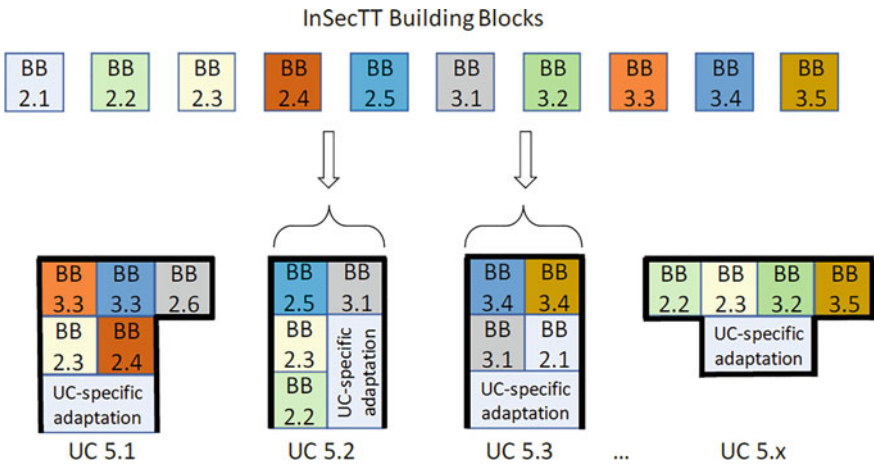 InSecTT Building Blocks
BB BB BB BB BB BB BB BB BB BB
2.1 2.2 2.3 2.4 2.5 3.1 3.2 3.3 3.4 3.5
BB BB BB
3.3 3.3 2.6
BB BB
2.3 2.4
UC-specific
adaptation
UC 5.1
BB BB
2.5 3.1
BB
2.3
BB
2.2
UC-specific
adaptation
UC 5.2
BB BB
3.4 3.4
BB BB
3.1 2.1
UC-specific
adaptation
UC 5.3
...
BB BB BB BB
2.2 2.3 3.2 3.5
UC-specific
adaptation
UC 5.x